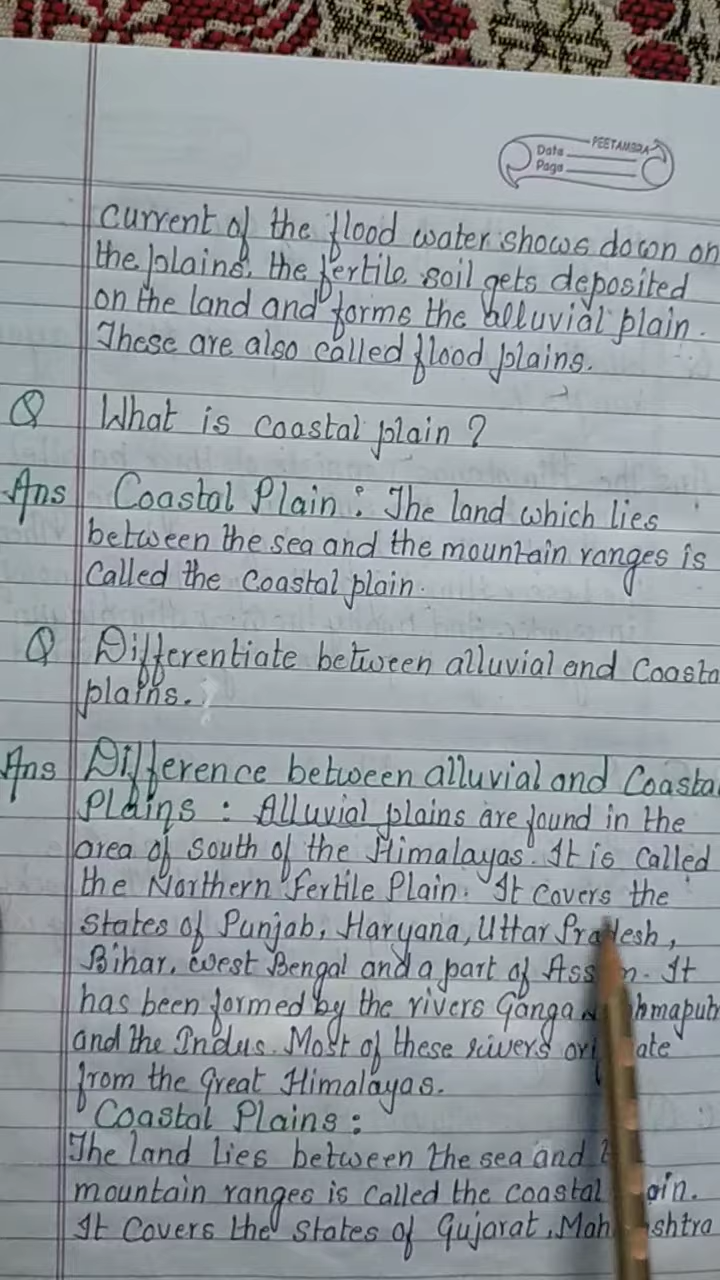 PEETAMBRA
Date
Page
current of the flood water shows down on
the plains, the fertile soil gets deposited
on the land and forms the alluvial plain.
These are also called flood plains.
Q What is coastal plain ?
Ans Coastal Plain : The land which lies
between the sea and the mountain ranges is
called the coastal plain.
Q Differentiate between alluvial and Coasta
plains.
Ans Difference between alluvial and Coastal
Plains : Alluvial plains are found in the
area of south of the Himalayas. It is called
the Northern Fertile Plain. It covers the
states of Punjab, Haryana, Uttar Pradesh,
Bihar, West Bengal and a part of It
has been formed by the rivers Ganga
and the Indus. Most of these rivers
from the Great Himalayas.
Coastal Plains :
The land lies between the sea and
mountain ranges is called the coastal
It covers the states of Gujarat,